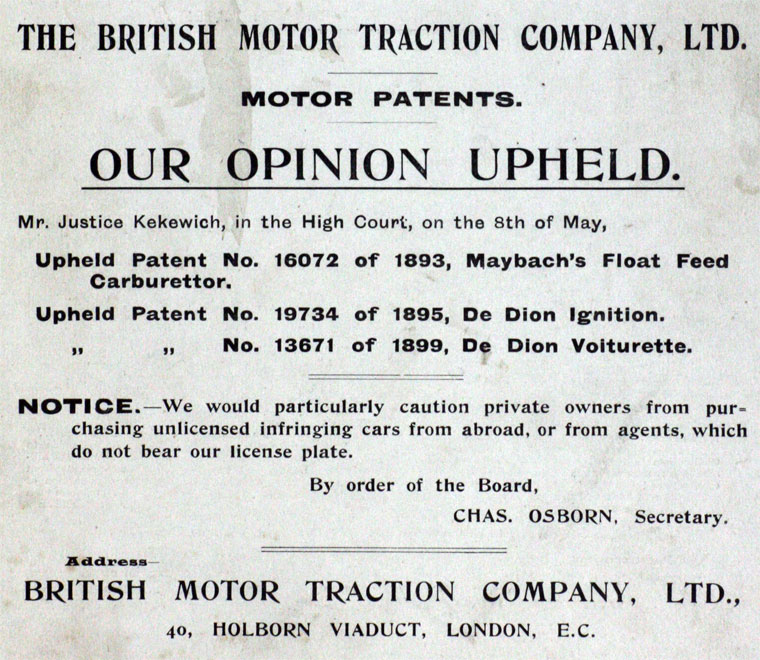 THE BRITISH MOTOR TRACTION COMPANY, LTD.
MOTOR PATENTS.
OUR OPINION UPHELD.
Mr. Justice Kekewich, in the High Court, on the 8th of May,
Upheld Patent No. 16072 of 1893, Maybach's Float Feed
Carburettor.
Upheld Patent No. 19734 of 1895, De Dion Ignition.
„ „ No. 13671 of 1899, De Dion Voiturette.
NOTICE.—We would particularly caution private owners from pur-
chasing unlicensed infringing cars from abroad, or from agents, which
do not bear our license plate.
By order of the Board,
CHAS. OSBORN, Secretary.
Address—
BRITISH MOTOR TRACTION COMPANY, LTD.,
40, HOLBORN VIADUCT, LONDON, E.C.